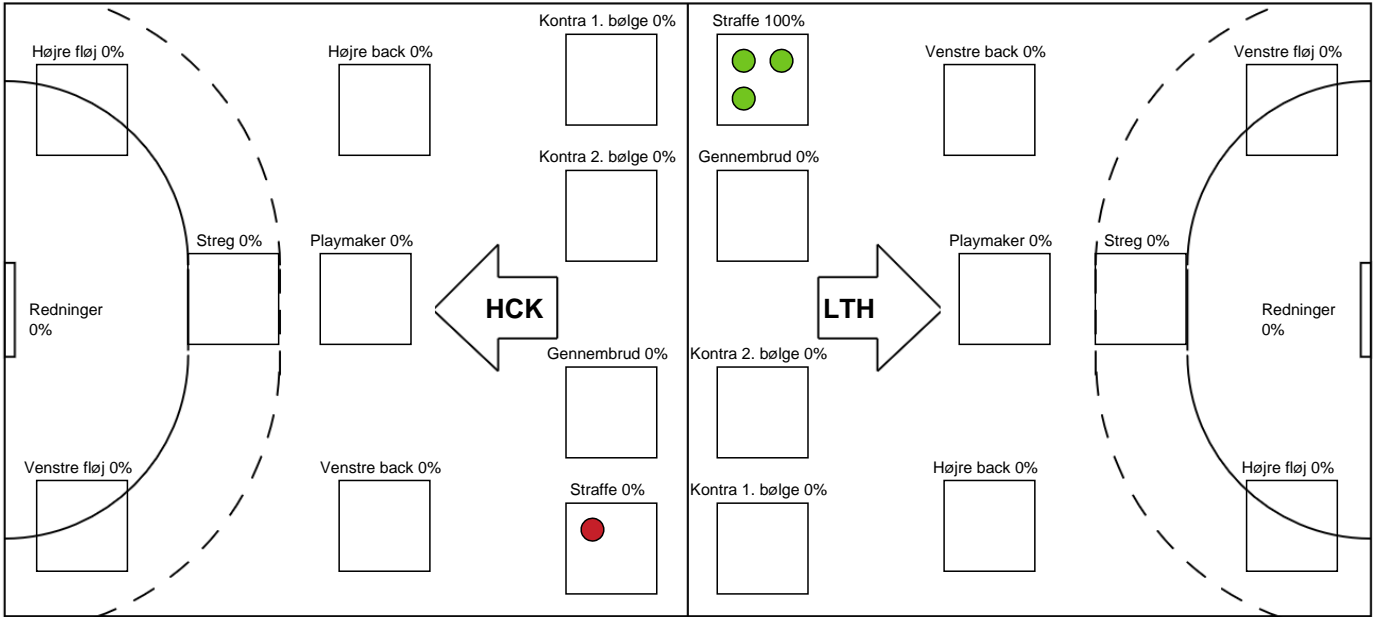 Kontra 1. bølge 0%
Straffe 100%
Højre fløj 0%
Højre back 0%
Venstre back 0%
Venstre fløj 0%
Kontra 2. bølge 0%
Gennembrud 0%
Streg 0%
Playmaker 0%
Playmaker 0%
Streg 0%
Redninger
0%
HCK
LTH
Redninger
0%
Gennembrud 0%
Kontra 2. bølge 0%
Venstre fløj 0%
Venstre back 0%
Højre back 0%
Højre fløj 0%
Straffe 0%
Kontra 1. bølge 0%